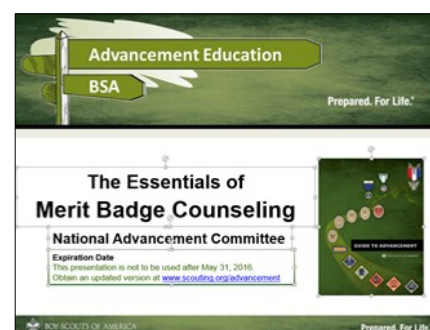 Advancement Education
BSA
Prepared. For Life.®
The Essentials of
Merit Badge Counseling
National Advancement Committee
Expiration Date
This presentation is not to be used after May 31, 2016.
Obtain an updated version at www.scouting.org/advancement
GUIDE TO ADVANCEMENT
BOY SCOUTS OF AMERICA
Prepared. For Life.